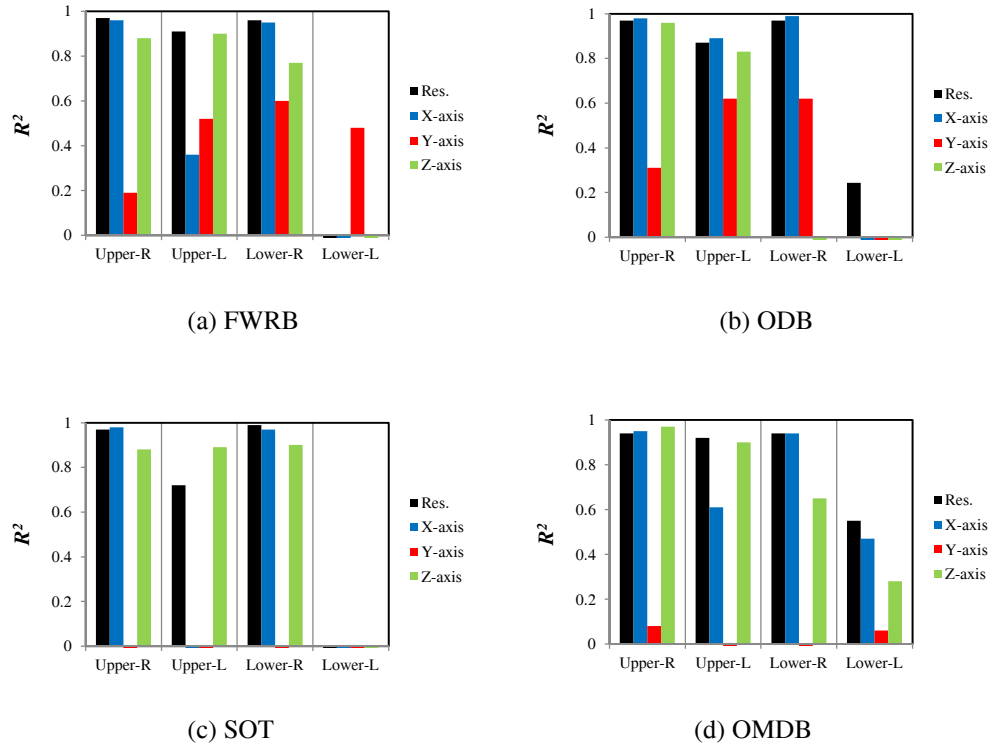 1
0.8
0.6
0.4
0.2
0
R²
Upper-R Upper-L Lower-R Lower-L
Res.
X-axis
Y-axis
Z-axis
(a) FWRB
1
0.8
0.6
0.4
0.2
0
R²
Upper-R Upper-L Lower-R Lower-L
Res.
X-axis
Y-axis
Z-axis
(b) ODB
1
0.8
0.6
0.4
0.2
0
R²
Upper-R Upper-L Lower-R Lower-L
Res.
X-axis
Y-axis
Z-axis
(c) SOT
1
0.8
0.6
0.4
0.2
0
R²
Upper-R Upper-L Lower-R Lower-L
Res.
X-axis
Y-axis
Z-axis
(d) OMDB